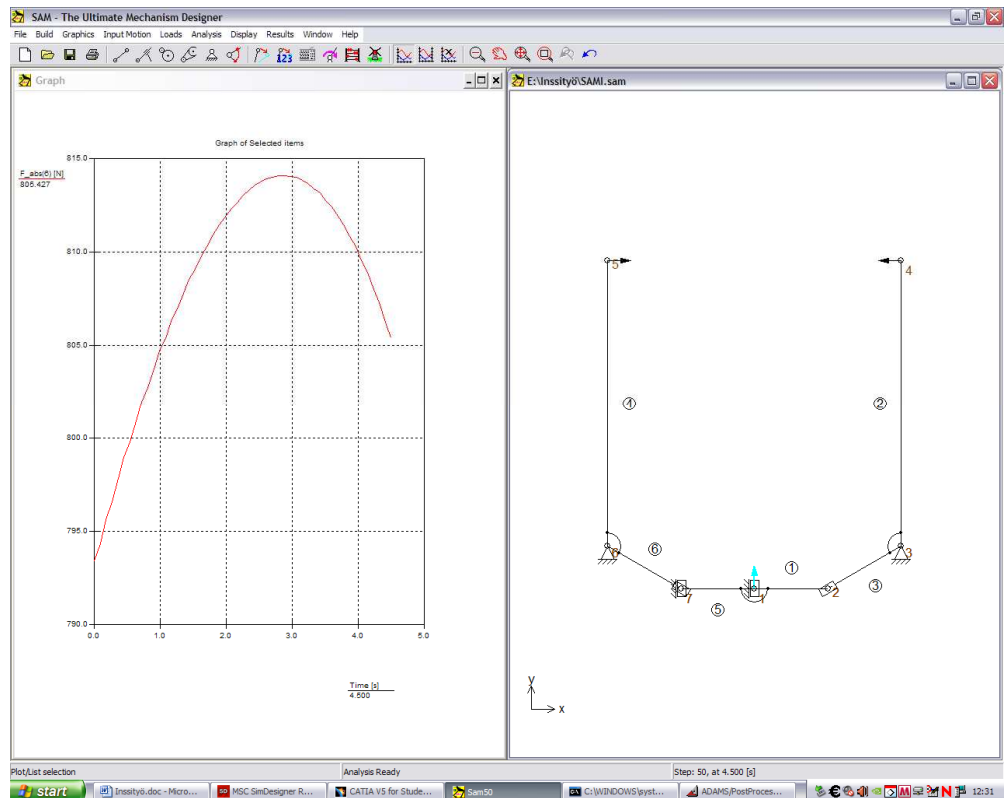 SAM - The Ultimate Mechanism Designer
File Build Graphics Input Motion Loads Analysis Display Results Window Help
123
Graph
Graph of Selected items
F_abs(6) [N]
805.427
815.0
810.0
805.0
800.0
795.0
790.0
0.0 1.0 2.0 3.0 4.0 5.0
Time [s]
4.500
E:\Inssityö\SAMI.sam
5 4
4 2
6 3
6 1 3
7 1 2
5
y
x
Plot/List selection Analysis Ready Step: 50, at 4.500 [s]
start Inssityö.doc - Micro... MSC SimDesigner R... CATIA V5 for Stude... Sam50 C:\WINDOWS\syst... ADAMS/PostProces... 12:31